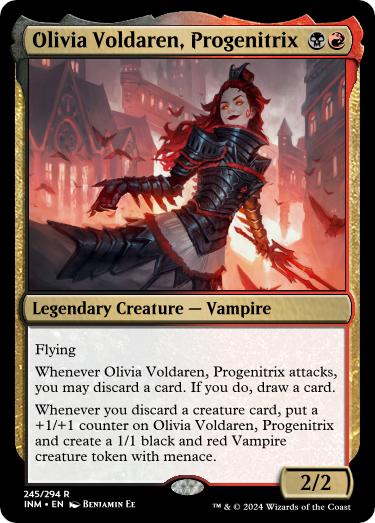 Olivia Voldaren, Progenitrix
Legendary Creature — Vampire
Flying
Whenever Olivia Voldaren, Progenitrix attacks,
you may discard a card. If you do, draw a card.
Whenever you discard a creature card, put a
+1/+1 counter on Olivia Voldaren, Progenitrix
and create a 1/1 black and red Vampire
creature token with menace.
2/2
245/294 R
INM • EN Benjamin Ee
™ & © 2024 Wizards of the Coast